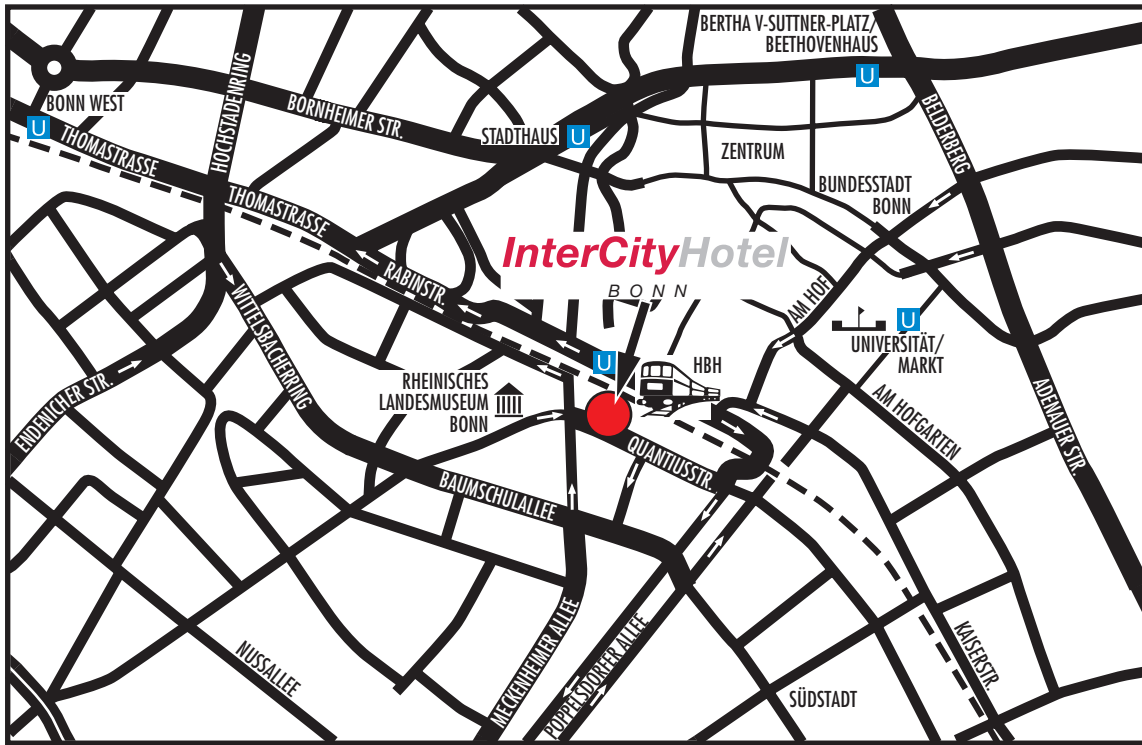 BERTHA V-SUTTNER-PLATZ/
BEETHOVENHAUS
U
BONN WEST
U
HOCHSTADENRING
BORNHEIMER STR.
THOMASTRASSE
STADTHAUS
U
BELDERBERG
ZENTRUM
BUNDESSTADT
BONN
THOMASTRASSE
InterCityHotel
BONN
RABINSTR.
AM HOF
U
UNIVERSITÄT/
MARKT
WITTELSBACHERRING
U
HBH
RHEINISCHES
LANDESMUSEUM
BONN
ENDENICHER STR.
AM HOFGARTEN
ADENAUER STR.
QUANTIUSSTR.
BAUMSCHULALLEE
NUSSALLEE
MECKENHEIMER ALLEE
POPPELSDORFER ALLEE
KAISERSTR.
SÜDSTADT